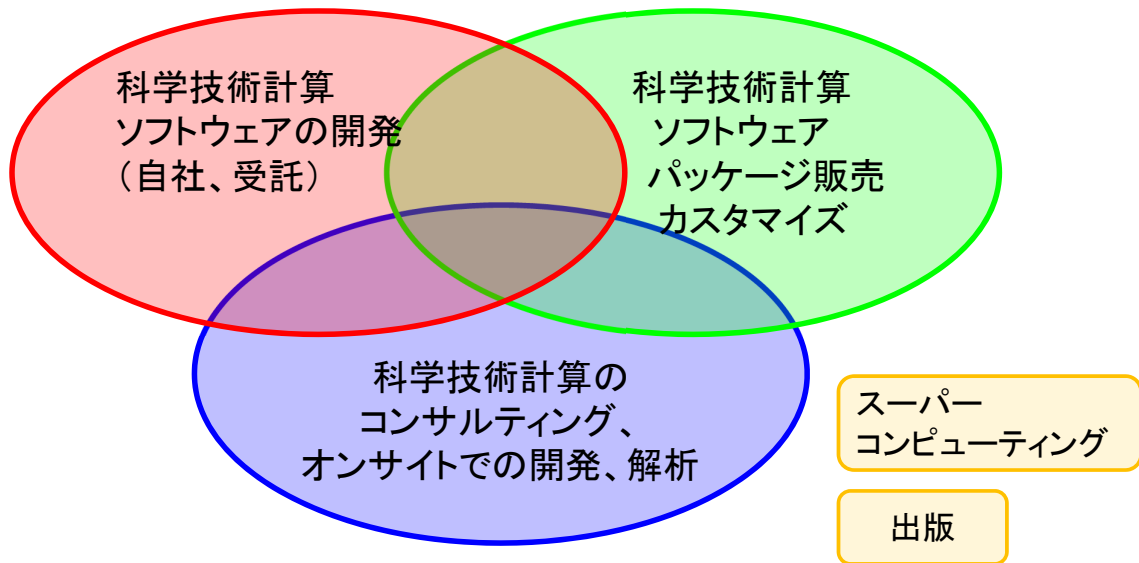 科学技術計算
ソフトウェアの開発
（自社、受託）
科学技術計算
ソフトウェア
パッケージ販売
カスタマイズ
科学技術計算の
コンサルティング、
オンサイトでの開発、解析
スーパー
コンピューティング
出版